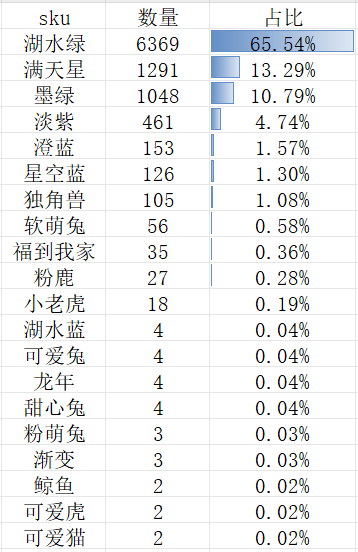 sku 数量 占比
湖水绿 6369 65.54%
满天星 1291 13.29%
墨绿 1048 10.79%
淡紫 461 4.74%
澄蓝 153 1.57%
星空蓝 126 1.30%
独角兽 105 1.08%
软萌兔 56 0.58%
福到我家 35 0.36%
粉鹿 27 0.28%
小老虎 18 0.19%
湖水蓝 4 0.04%
可爱兔 4 0.04%
龙年 4 0.04%
甜心兔 4 0.04%
粉萌兔 3 0.03%
渐变 3 0.03%
鲸鱼 2 0.02%
可爱虎 2 0.02%
可爱猫 2 0.02%